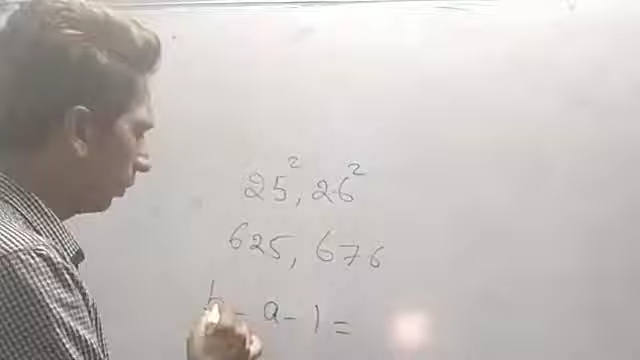 25², 26²
625, 676
b - a - 1 =